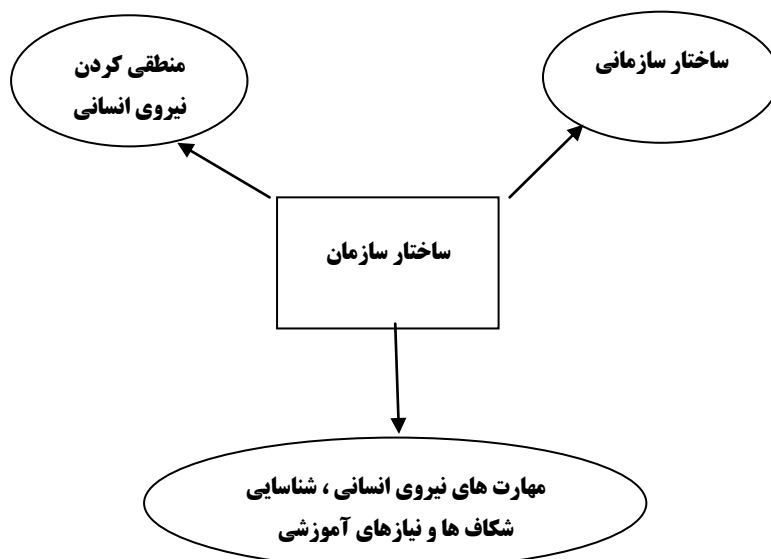 ساختار سازمانی
منطقی کردن
نیروی انسانی
ساختار سازمان
مهارت های نیروی انسانی ، شناسایی
شکاف ها و نیازهای آموزشی